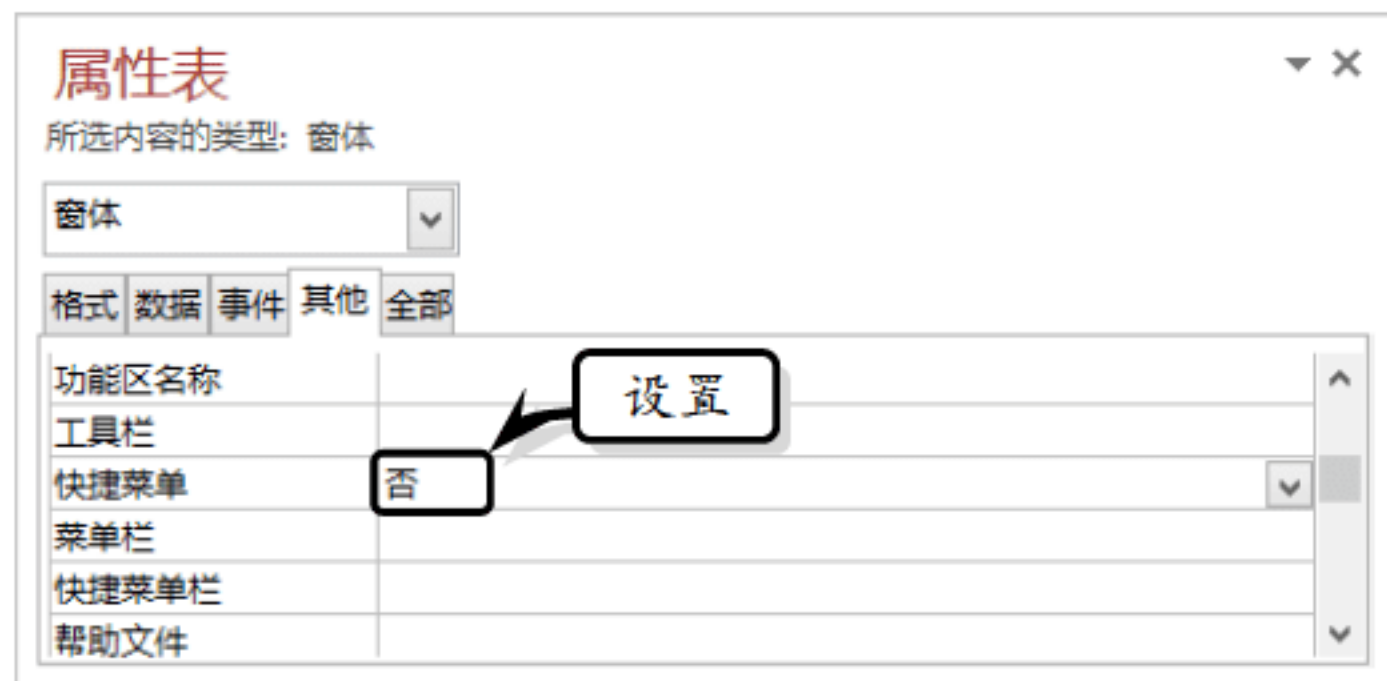 属性表
所选内容的类型: 窗体
窗体
格式 数据 事件 其他 全部
功能区名称
设置
工具栏
快捷菜单 否
菜单栏
快捷菜单栏
帮助文件